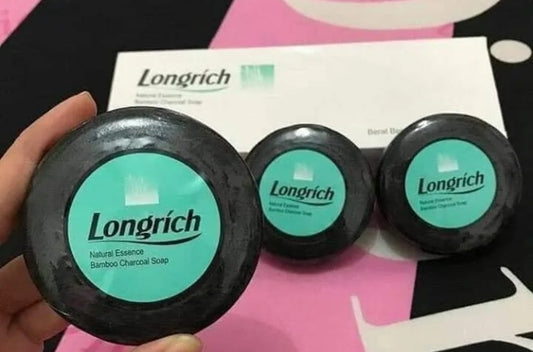 Longrich
Natural Essence
Bamboo Charcoal Soap
Berat Be
Longrich
Natural Essence
Bamboo Charcoal Soap
Longrich
Natural Essence
Bamboo Charcoal Soap
Longrich
Natural Essence
Bamboo Charcoal Soap